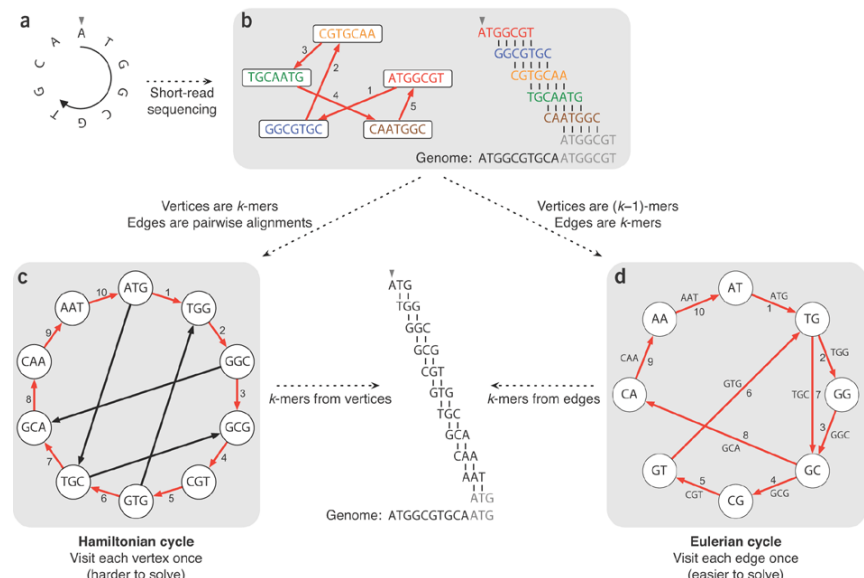 a
A
T
G
G
C
G
T
G
C
A
Short-read
sequencing
b
CGTGCAA
TGCAATG
ATGGCGT
GGCGTGC
CAATGGC
3
2
1
4
5
ATGGCGT
GGCGTGC
CGTGCAA
TGCAATG
CAATGGC
ATGGCGT
Genome: ATGGCGTGCAATGGCGT
Vertices are k-mers
Edges are pairwise alignments
Vertices are (k–1)-mers
Edges are k-mers
c
ATG
TGG
GGC
GCG
CGT
GTG
TGC
GCA
CAA
AAT
1
2
3
4
5
6
7
8
9
10
Hamiltonian cycle
Visit each vertex once
(harder to solve)
k-mers from vertices
ATG
TGG
GGC
GCG
CGT
GTG
TGC
GCA
CAA
AAT
ATG
Genome: ATGGCGTGCAATG
k-mers from edges
d
AT
TG
GG
GC
CG
GT
CA
AA
ATG
1
TGG
2
GGC
3
GCG
4
CGT
5
GTG
6
TGC 7
8
GCA
CAA
9
AAT
10
Eulerian cycle
Visit each edge once
(easier to solve)